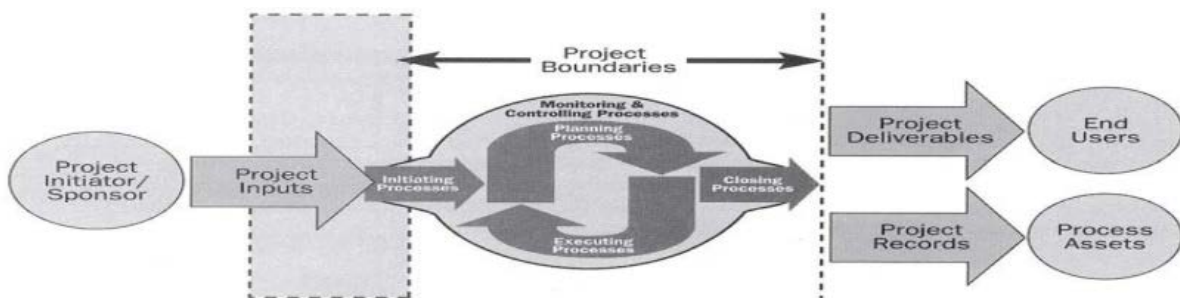 Project
Boundaries
Monitoring &
Controlling Processes
Planning
Processes
Project
Initiator/
Sponsor
Project
Inputs
Initiating
Processes
Closing
Processes
Executing
Processes
Project
Deliverables
End
Users
Project
Records
Process
Assets